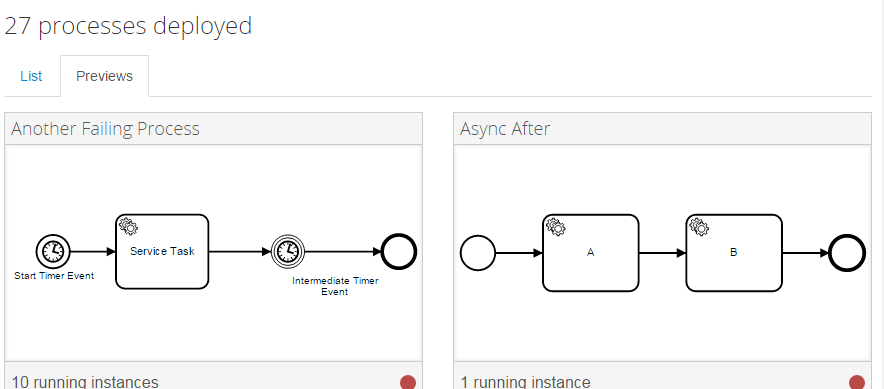 27 processes deployed
List
Previews
Another Failing Process
Start Timer Event
Service Task
Intermediate Timer
Event
10 running instances
Async After
A
B
1 running instance